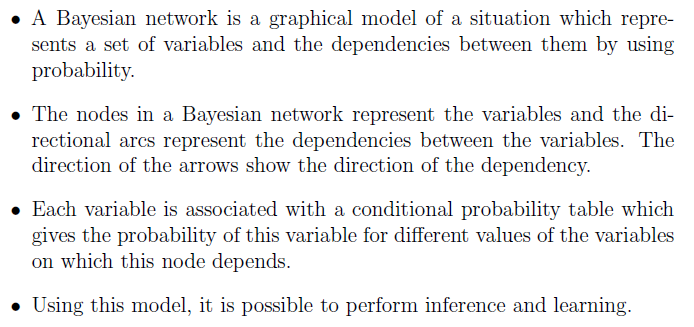 • A Bayesian network is a graphical model of a situation which repre-
sents a set of variables and the dependencies between them by using
probability.
• The nodes in a Bayesian network represent the variables and the di-
rectional arcs represent the dependencies between the variables. The
direction of the arrows show the direction of the dependency.
• Each variable is associated with a conditional probability table which
gives the probability of this variable for different values of the variables
on which this node depends.
• Using this model, it is possible to perform inference and learning.